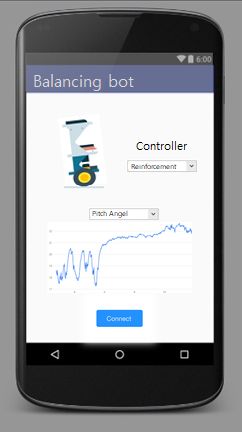 6:00
Balancing bot
Controller
Reinforcement
Pitch Angel
Connect